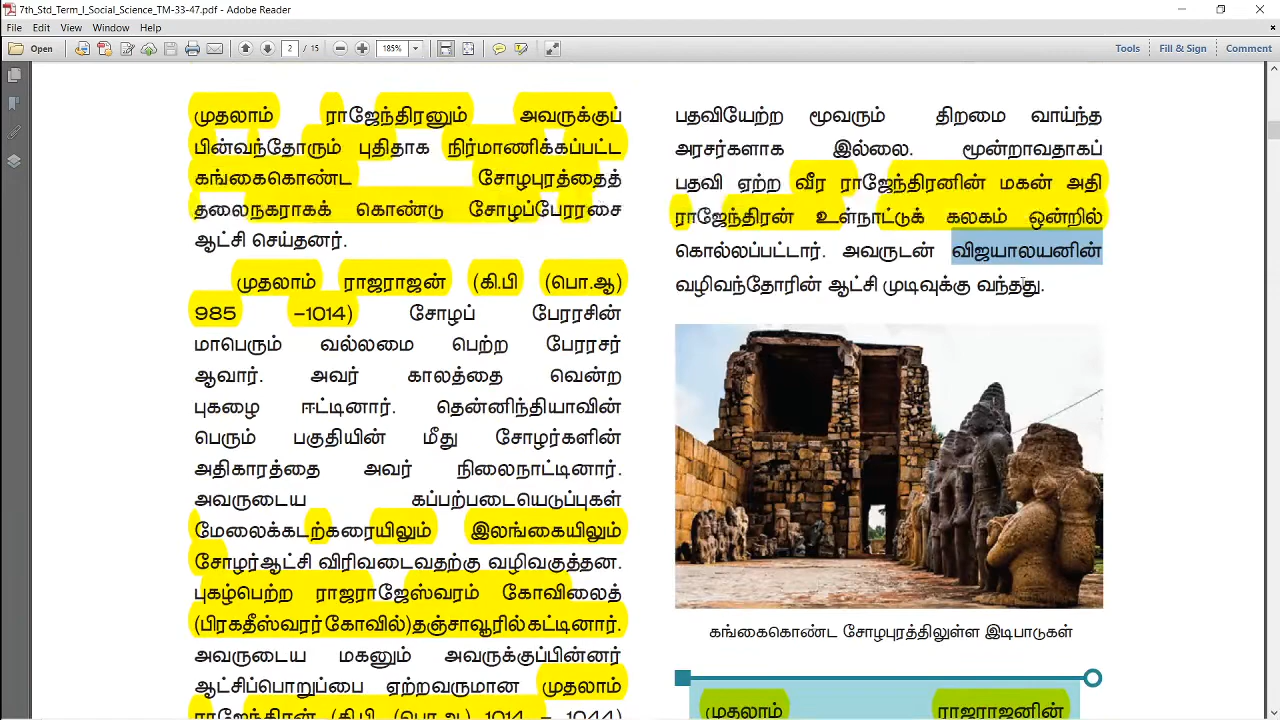 7th_Std_Term_I_Social_Science_TM-33-47.pdf - Adobe Reader
File Edit View Window Help
Open 2 / 15 185% Tools Fill & Sign Comment
முதலாம் ராஜேந்திரனும் அவருக்குப்
பின்வந்தோரும் புதிதாக நிர்மாணிக்கப்பட்ட
கங்கைகொண்ட சோழபுரத்தைத்
தலைநகராகக் கொண்டு சோழப்பேரரசை
ஆட்சி செய்தனர்.
முதலாம் ராஜராஜன் (கி.பி (பொ.ஆ)
985 –1014) சோழப் பேரரசின்
மாபெரும் வல்லமை பெற்ற பேரரசர்
ஆவார். அவர் காலத்தை வென்ற
புகழை ஈட்டினார். தென்னிந்தியாவின்
பெரும் பகுதியின் மீது சோழர்களின்
அதிகாரத்தை அவர் நிலைநாட்டினார்.
அவருடைய கப்பற்படையெடுப்புகள்
மேலைக்கடற்கரையிலும் இலங்கையிலும்
சோழர்ஆட்சி விரிவடைவதற்கு வழிவகுத்தன.
புகழ்பெற்ற ராஜராஜேஸ்வரம் கோவிலைத்
(பிரகதீஸ்வரர்கோவில்)தஞ்சாவூரில்கட்டினார்.
அவருடைய மகனும் அவருக்குப்பின்னர்
ஆட்சிப்பொறுப்பை ஏற்றவருமான முதலாம்
ராஜேந்திரன் (கி.பி. (பொ.ஆ) 1014 – 1044)
பதவியேற்ற மூவரும் திறமை வாய்ந்த
அரசர்களாக இல்லை. மூன்றாவதாகப்
பதவி ஏற்ற வீர ராஜேந்திரனின் மகன் அதி
ராஜேந்திரன் உள்நாட்டுக் கலகம் ஒன்றில்
கொல்லப்பட்டார். அவருடன் விஜயாலயனின்
வழிவந்தோரின் ஆட்சி முடிவுக்கு வந்தது.
கங்கைகொண்ட சோழபுரத்திலுள்ள இடிபாடுகள்
முதலாம் ராஜராஜனின்